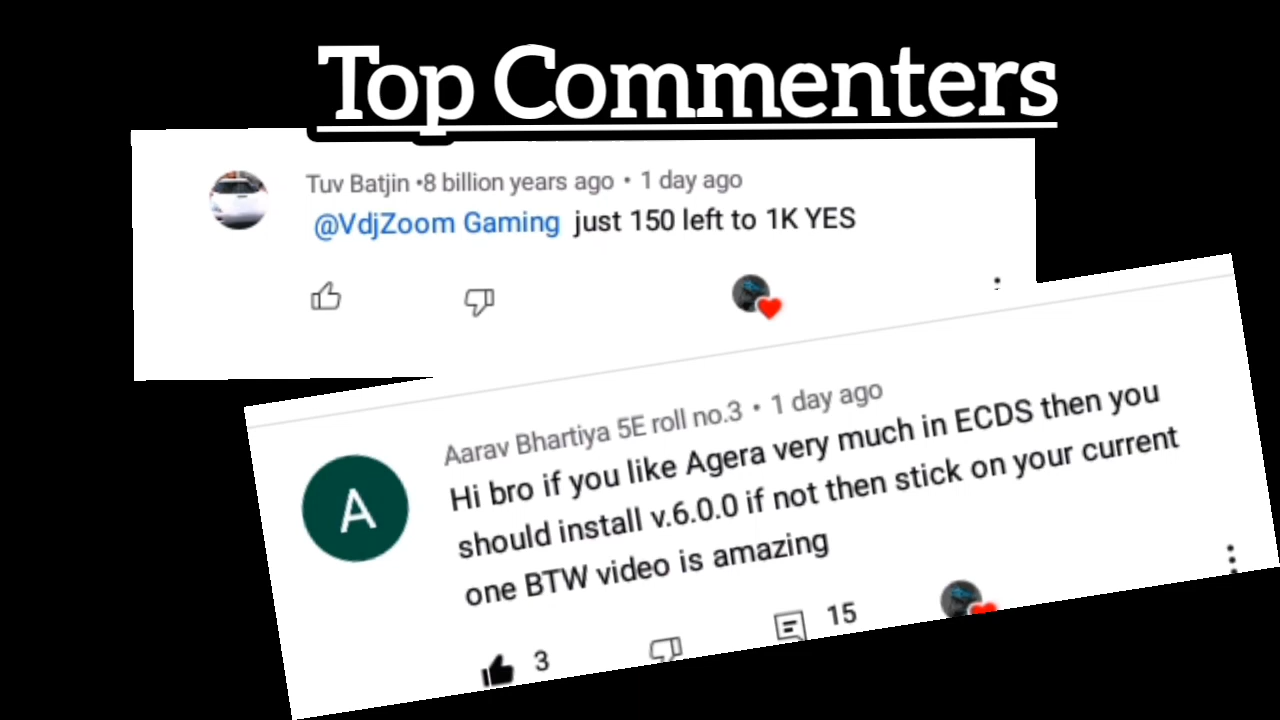 Top Commenters
Tuv Batjin •8 billion years ago • 1 day ago
@VdjZoom Gaming just 150 left to 1K YES
Aarav Bhartiya 5E roll no.3 • 1 day ago
A
Hi bro if you like Agera very much in ECDS then you
should install v.6.0.0 if not then stick on your current
one BTW video is amazing
3
15